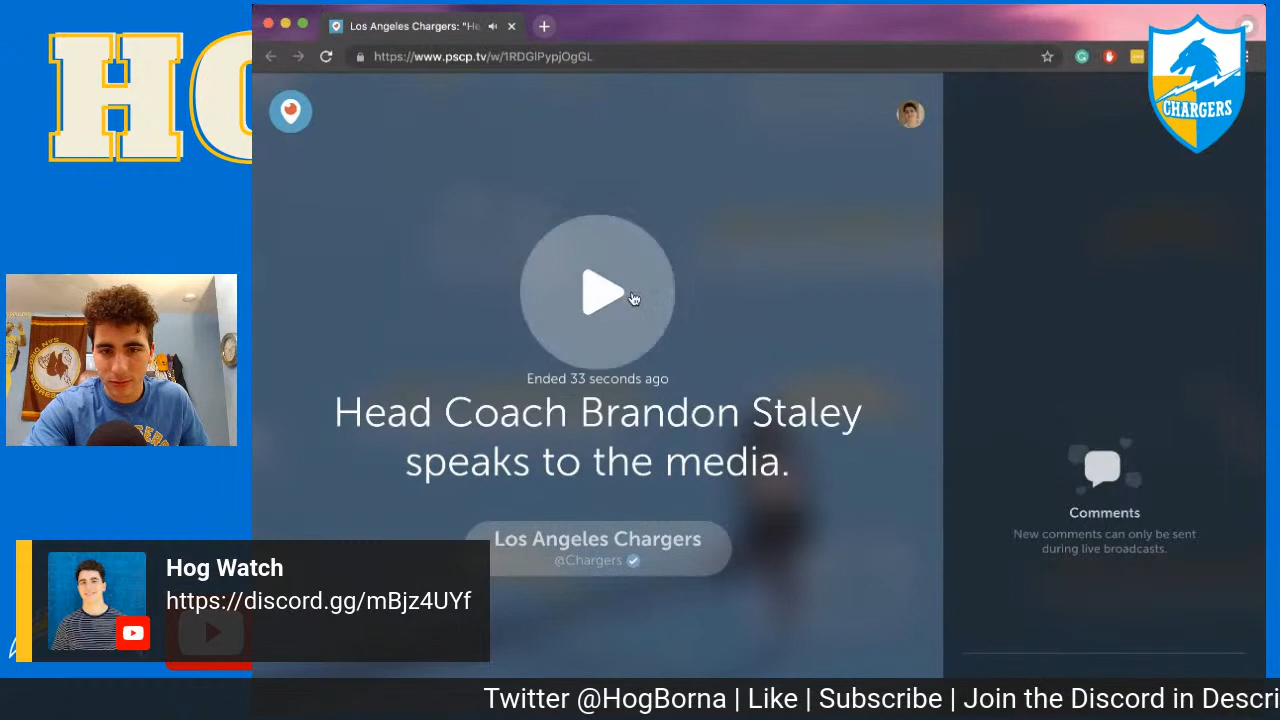 HO
Los Angeles Chargers: "He
https://www.pscp.tv/w/1RDGlPypjOgGL
CHARGERS
Ended 33 seconds ago
Head Coach Brandon Staley
speaks to the media.
Los Angeles Chargers
@Chargers
Comments
New comments can only be sent
during live broadcasts.
Hog Watch
https://discord.gg/mBjz4UYf
Twitter @HogBorna | Like | Subscribe | Join the Discord in Descri